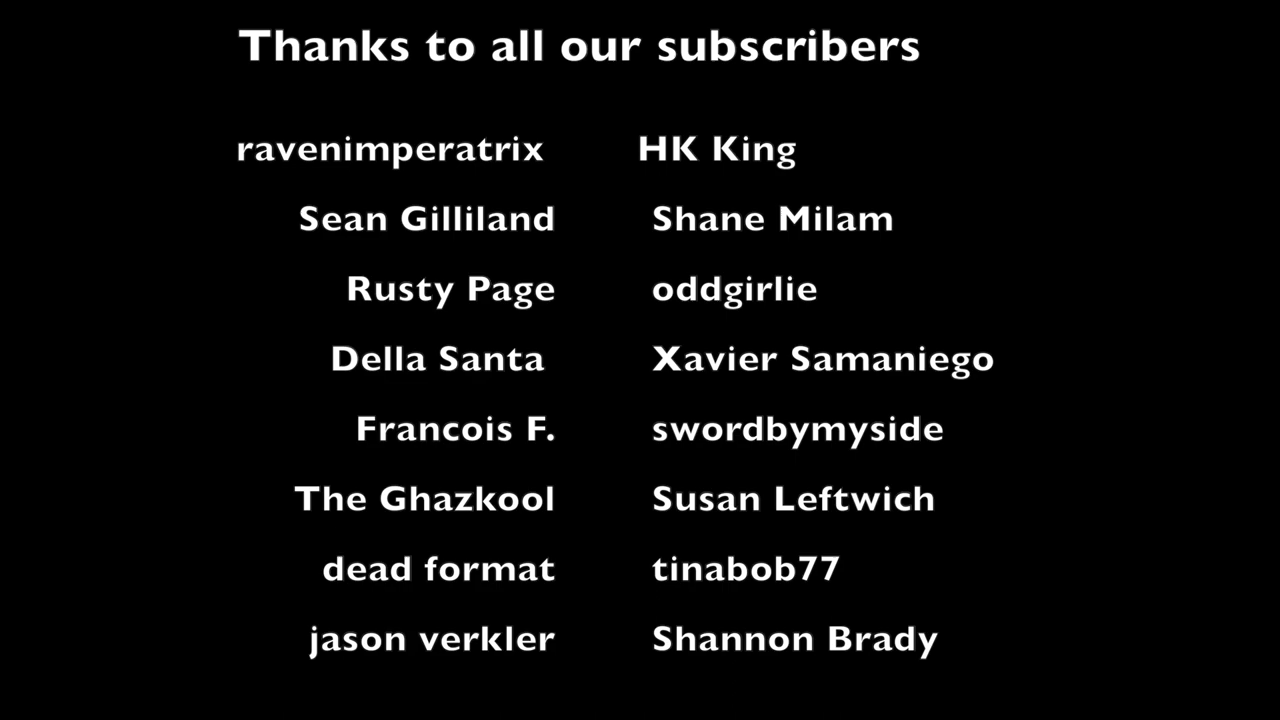 Thanks to all our subscribers
ravenimperatrix HK King
Sean Gilliland Shane Milam
Rusty Page oddgirlie
Della Santa Xavier Samaniego
Francois F. swordbymyside
The Ghazkool Susan Leftwich
dead format tinabob77
jason verkler Shannon Brady